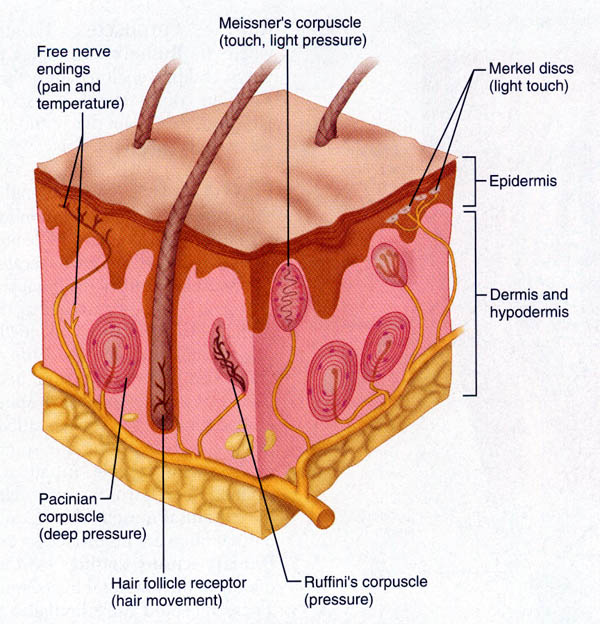 Meissner's corpuscle
(touch, light pressure)
Free nerve
endings
(pain and
temperature)
Merkel discs
(light touch)
Epidermis
Dermis and
hypodermis
Pacinian
corpuscle
(deep pressure)
Hair follicle receptor
(hair movement)
Ruffini's corpuscle
(pressure)